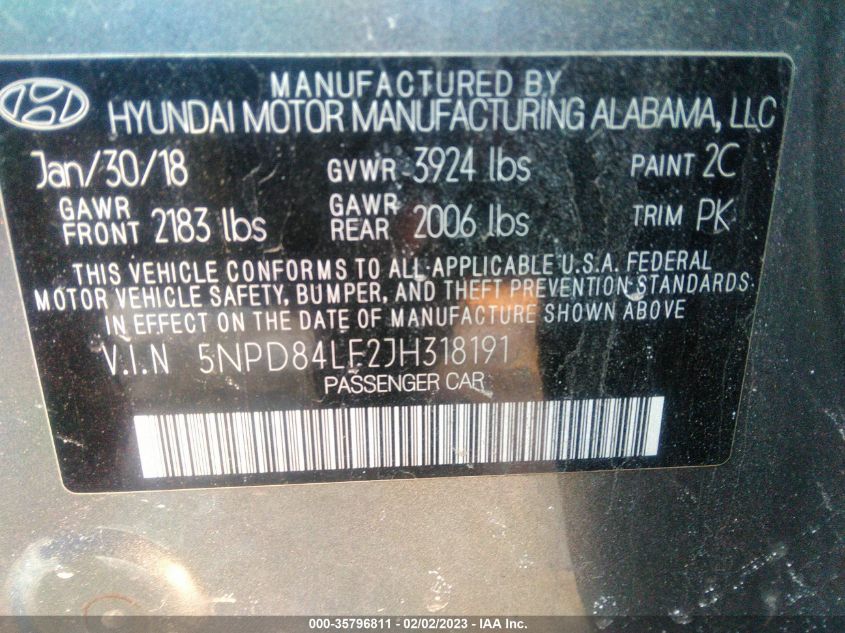 MANUFACTURED BY
HYUNDAI MOTOR MANUFACTURING ALABAMA, LLC
Jan/30/18 GVWR 3924 lbs PAINT 2C
GAWR FRONT 2183 lbs GAWR REAR 2006 lbs TRIM PK
THIS VEHICLE CONFORMS TO ALL APPLICABLE U.S.A. FEDERAL
MOTOR VEHICLE SAFETY, BUMPER, AND THEFT PREVENTION STANDARDS
IN EFFECT ON THE DATE OF MANUFACTURE SHOWN ABOVE
V.I.N 5NPD84LF2JH318191
PASSENGER CAR
000-35796811 - 02/02/2023 - IAA Inc.